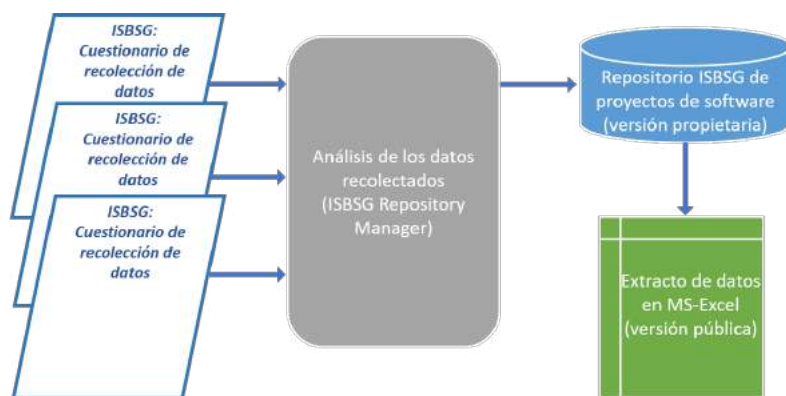 ISBSG:
Cuestionario de
recolección de
datos
ISBSG:
Cuestionario de
recolección de
datos
ISBSG:
Cuestionario de
recolección de
datos
Análisis de los datos
recolectados
(ISBSG Repository
Manager)
Repositorio ISBSG de
proyectos de software
(versión propietaria)
Extracto de datos
en MS-Excel
(versión pública)